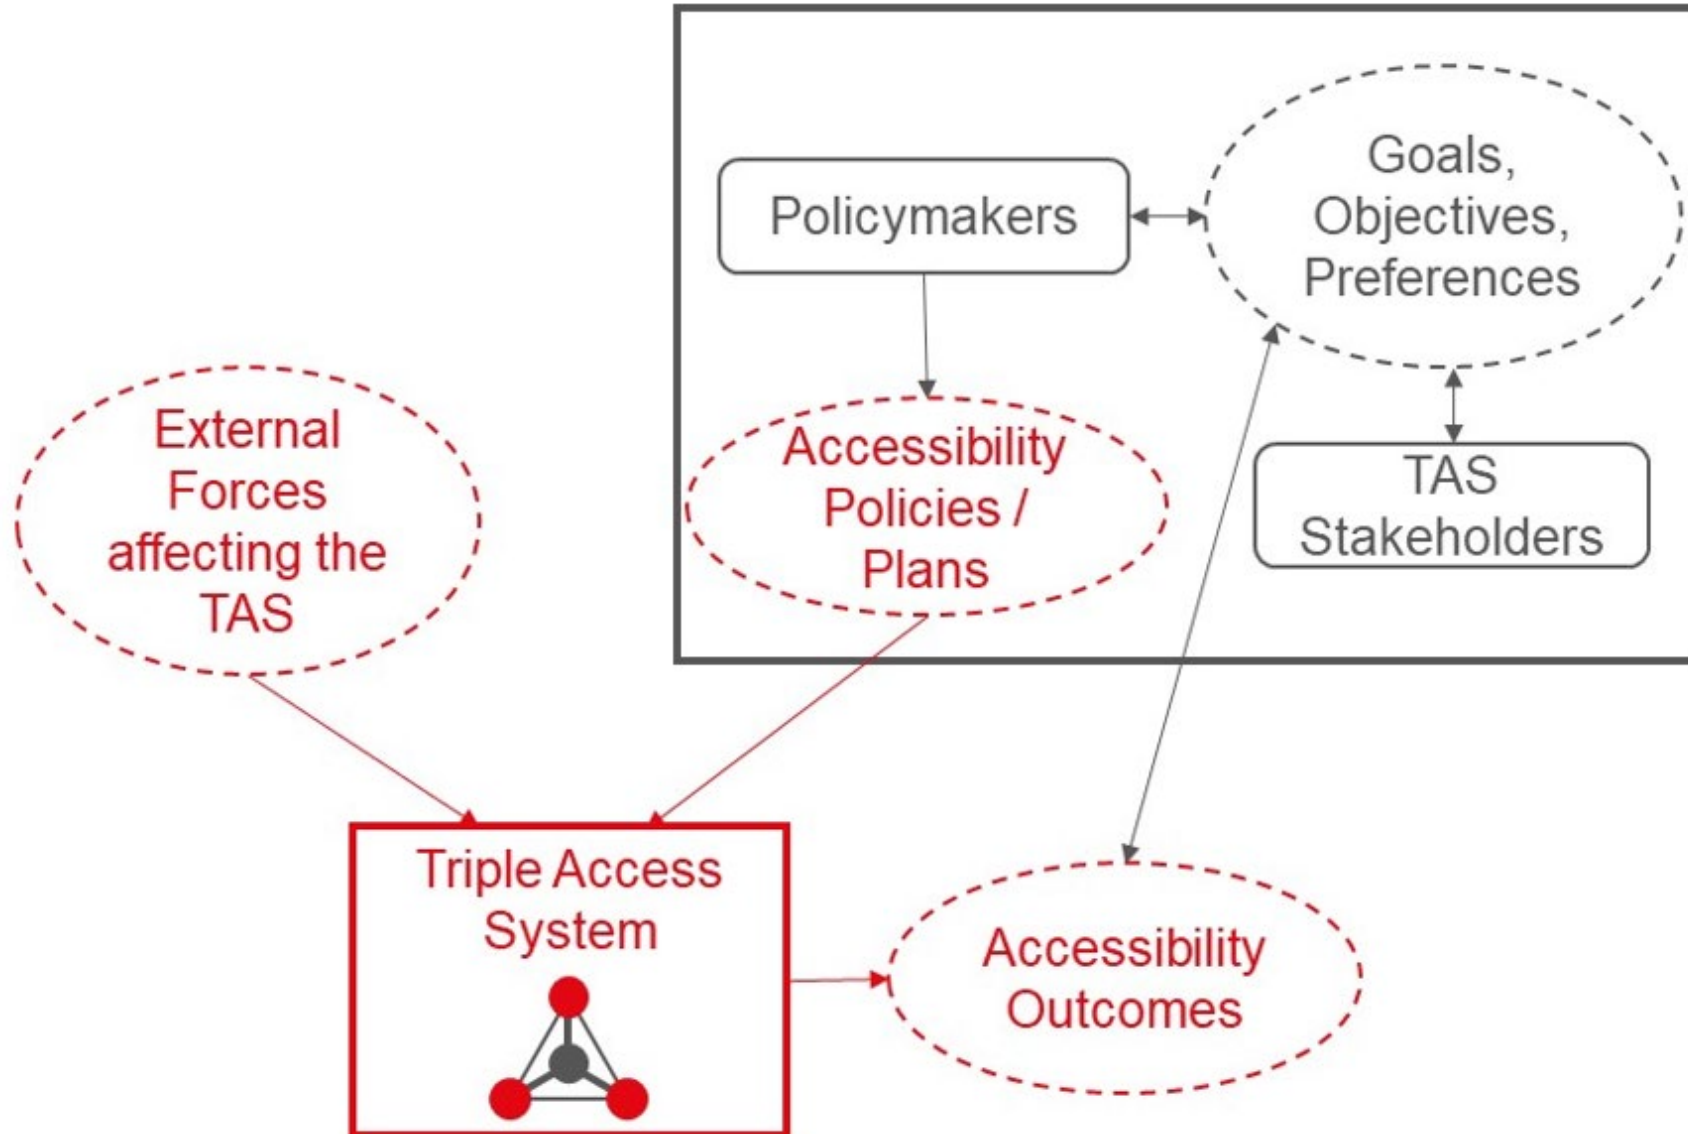 Goals,
Objectives,
Preferences
Policymakers
External
Forces
affecting the
TAS
Accessibility
Policies /
Plans
TAS
Stakeholders
Triple Access
System
Accessibility
Outcomes